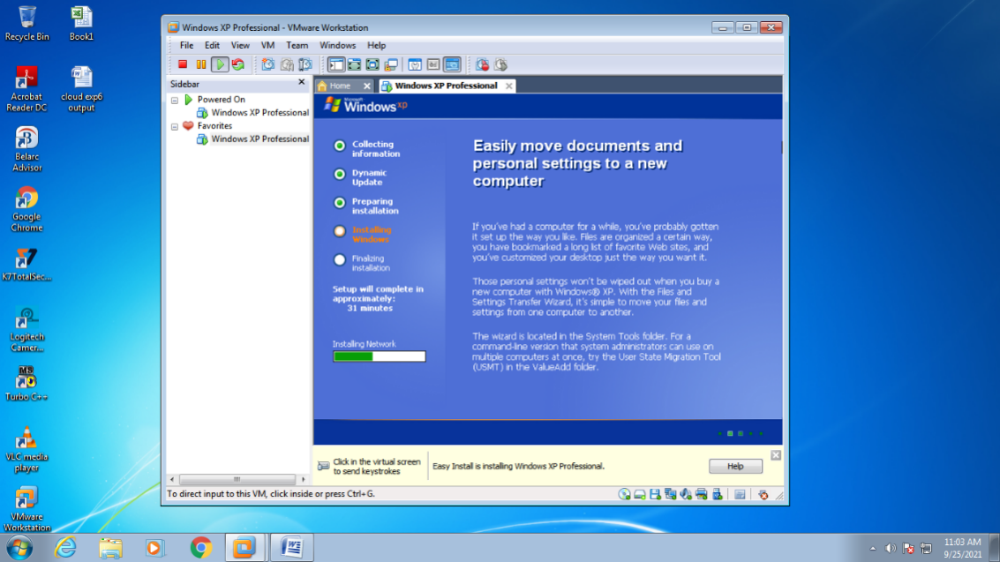 Recycle Bin
Book1
Acrobat
Reader DC
cloud exp6
output
Belarc
Advisor
Google
Chrome
K7TotalSec...
Logitech
Camer...
Turbo C++
VLC media
player
VMware
Workstation
Windows XP Professional - VMware Workstation
File Edit View VM Team Windows Help
Sidebar
Powered On
Windows XP Professional
Favorites
Windows XP Professional
Home
Windows XP Professional
Microsoft
Windows xp
Collecting
information
Dynamic
Update
Preparing
installation
Installing
Windows
Finalizing
installation
Setup will complete in
approximately:
31 minutes
Installing Network
Easily move documents and
personal settings to a new
computer
If you've had a computer for a while, you've probably gotten
it set up the way you like. Files are organized a certain way,
you have bookmarked a long list of favorite Web sites, and
you've customized your desktop just the way you want it.
Those personal settings won't be wiped out when you buy a
new computer with Windows® XP. With the Files and
Settings Transfer Wizard, it's simple to move your files and
settings from one computer to another.
The wizard is located in the System Tools folder. For a
command-line version that system administrators can use on
multiple computers at once, try the User State Migration Tool
(USMT) in the ValueAdd folder.
Click in the virtual screen
to send keystrokes
Easy Install is installing Windows XP Professional.
Help
To direct input to this VM, click inside or press Ctrl+G.
11:03 AM
9/25/2021